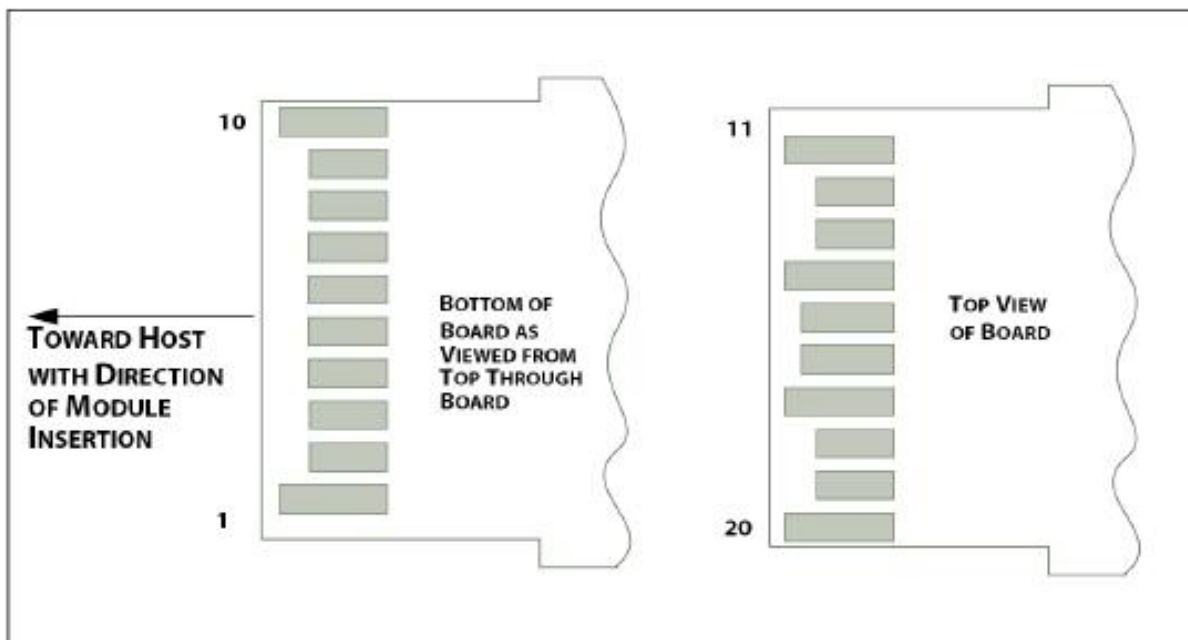 10
1
TOWARD HOST
WITH DIRECTION
OF MODULE
INSERTION
BOTTOM OF
BOARD AS
VIEWED FROM
TOP THROUGH
BOARD
11
20
TOP VIEW
OF BOARD